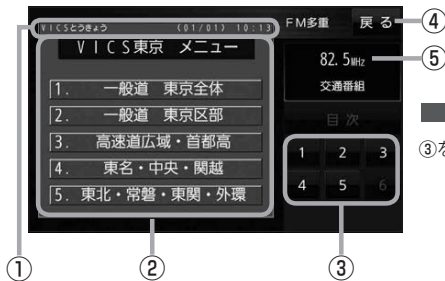 VICSとうきょう (01/01) 10:13 FM多重 戻る ④
VICS東京 メニュー
82.5MHz ⑤
交通番組
1. 一般道 東京全体
2. 一般道 東京区部
3. 高速道広域・首都高
4. 東名・中央・関越
5. 東北・常磐・東関・外環
目次
1 2 3
4 5 6
③を
① ② ③